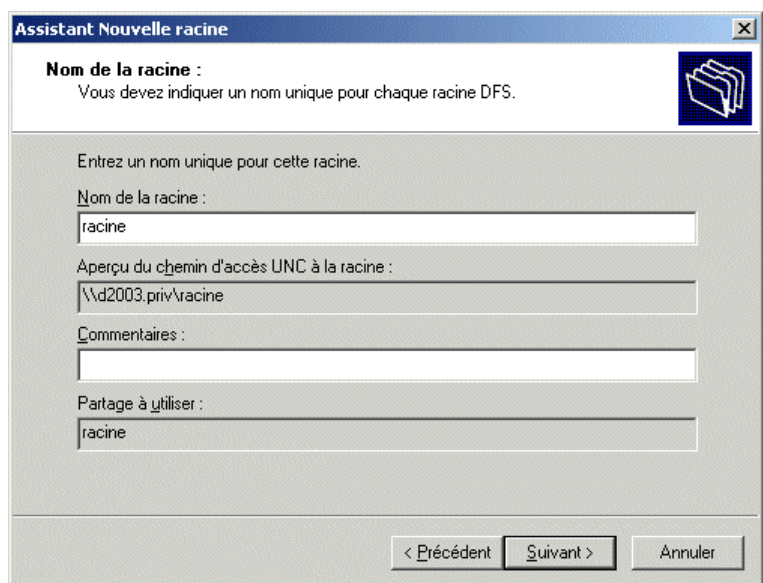 Assistant Nouvelle racine
Nom de la racine :
Vous devez indiquer un nom unique pour chaque racine DFS.
Entrez un nom unique pour cette racine.
Nom de la racine :
racine
Aperçu du chemin d'accès UNC à la racine :
\\d2003.priv\racine
Commentaires :
Partage à utiliser :
racine
< Précédent Suivant > Annuler